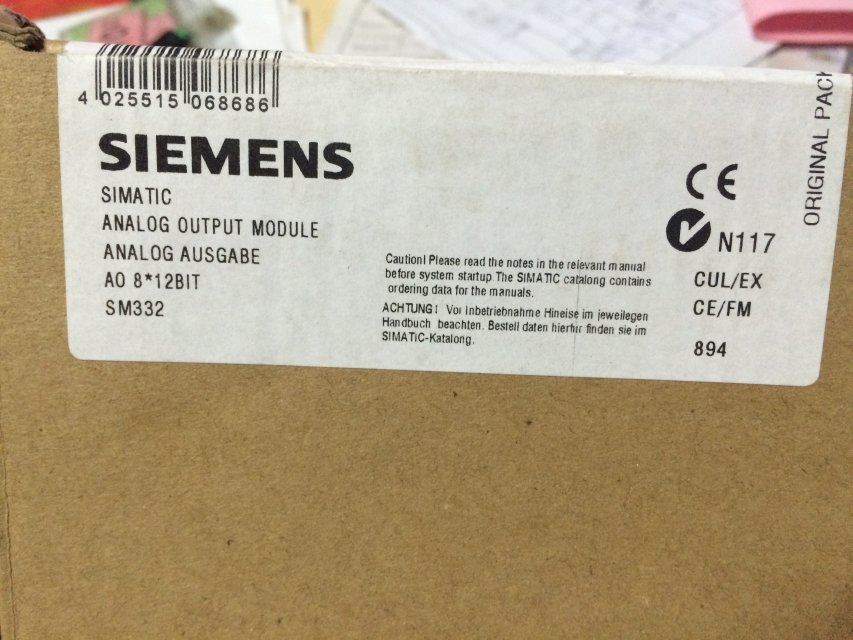 4 025515 068686
SIEMENS
SIMATIC
ANALOG OUTPUT MODULE
ANALOG AUSGABE
AO 8*12BIT
SM332
Caution! Please read the notes in the relevant manual
before system startup The SIMATIC catalong contains
ordering data for the manuals.
ACHTUNG! Vor Inbetriebnahme Hineise im jeweilegen
Handbuch beachten. Bestell daten hierfur finden sie im
SIMATiC-Katalong.
CE
N117
CUL/EX
CE/FM
894
ORIGINAL PACK